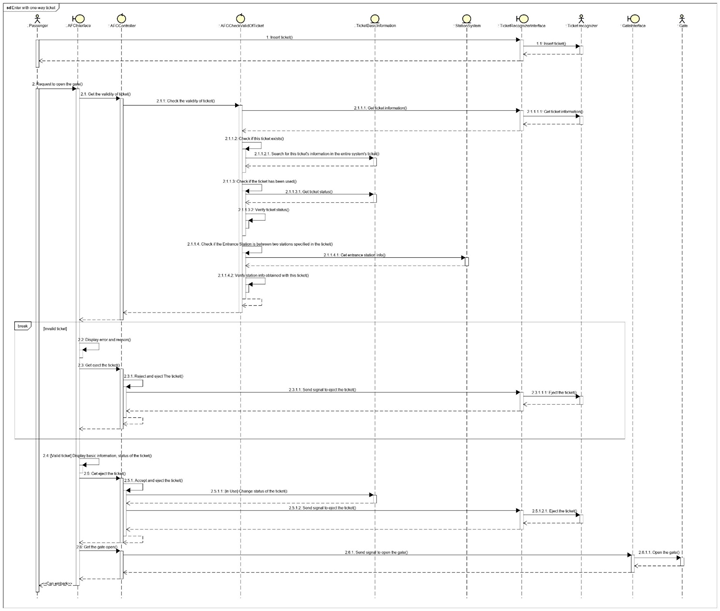 sd Enter with one-way ticket
: Passenger
: AFCInterface
: AFCController
: AFCCheckValidOfTicket
: TicketBasicInformation
: StationSystem
: TicketRecognizerInterface
: TicketRecognizer
: GateInterface
: Gate
1: Insert ticket()
1.1: Insert ticket()
2: Request to open the gate()
2.1: Get the validity of ticket()
2.1.1: Check the validity of ticket()
2.1.1.1: Get ticket information()
2.1.1.1.1: Get ticket information()
2.1.1.2: Check if this ticket exists()
2.1.1.2.1: Search for this ticket's information in the entire system's ticket()
2.1.1.3: Check if the ticket has been used()
2.1.1.3.1: Get ticket status()
2.1.1.3.2: Verify ticket status()
2.1.1.4: Check if the Entrance Station is between two stations specified in this ticket()
2.1.1.4.1: Get entrance station info()
2.1.1.4.2: Verify station info obtained with this ticket()
break
[Invalid ticket]
2.2: Display error and reason()
2.3: Get eject the ticket()
2.3.1: Reject and eject The ticket()
2.3.1.1: Send signal to eject the ticket()
2.3.1.1.1: Eject the ticket()
2.4: [Valid ticket] Display basic information, status of the ticket()
2.5: Get eject the ticket()
2.5.1: Accept and eject the ticket()
2.5.1.1: (In Use) Change status of the ticket()
2.5.1.2: Send signal to eject the ticket()
2.5.1.2.1: Eject the ticket()
2.6: Get the gate open()
2.6.1: Send signal to open the gate()
2.6.1.1: Open the gate()